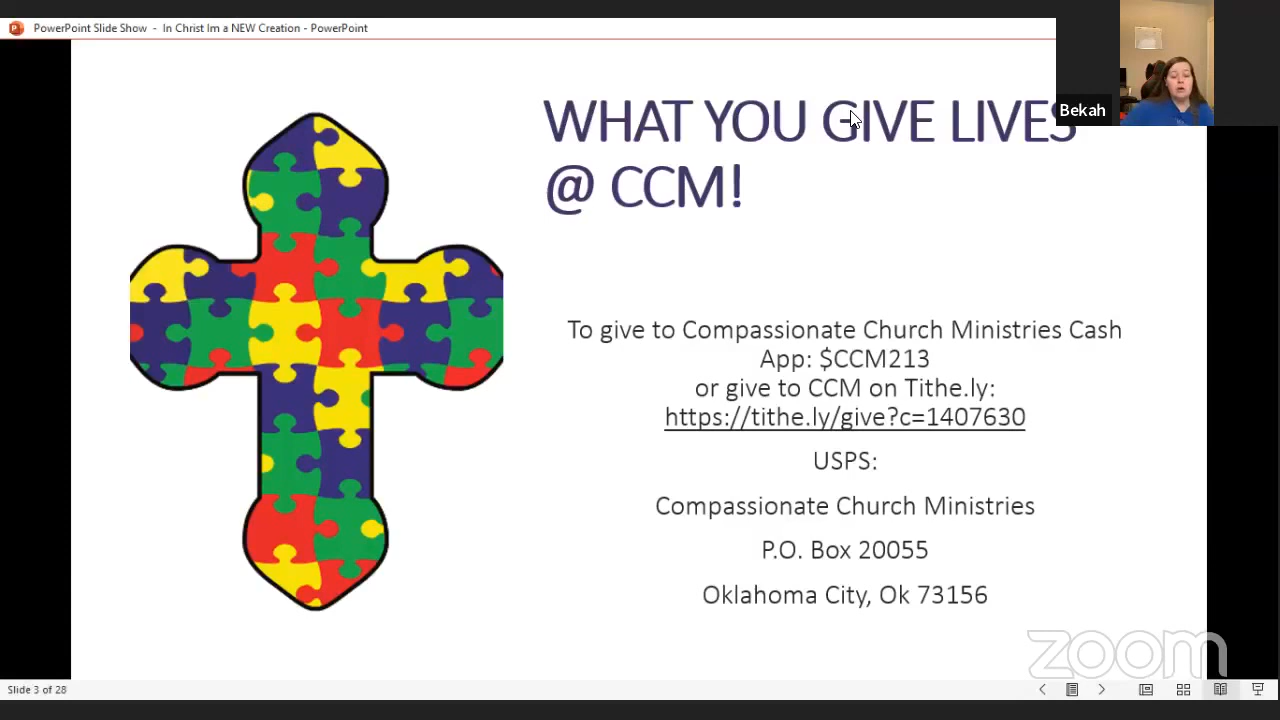 PowerPoint Slide Show - In Christ Im a NEW Creation - PowerPoint
Bekah
WHAT YOU GIVE LIVES
@ CCM!
To give to Compassionate Church Ministries Cash
App: $CCM213
or give to CCM on Tithe.ly:
https://tithe.ly/give?c=1407630
USPS:
Compassionate Church Ministries
P.O. Box 20055
Oklahoma City, Ok 73156
zoom
Slide 3 of 28